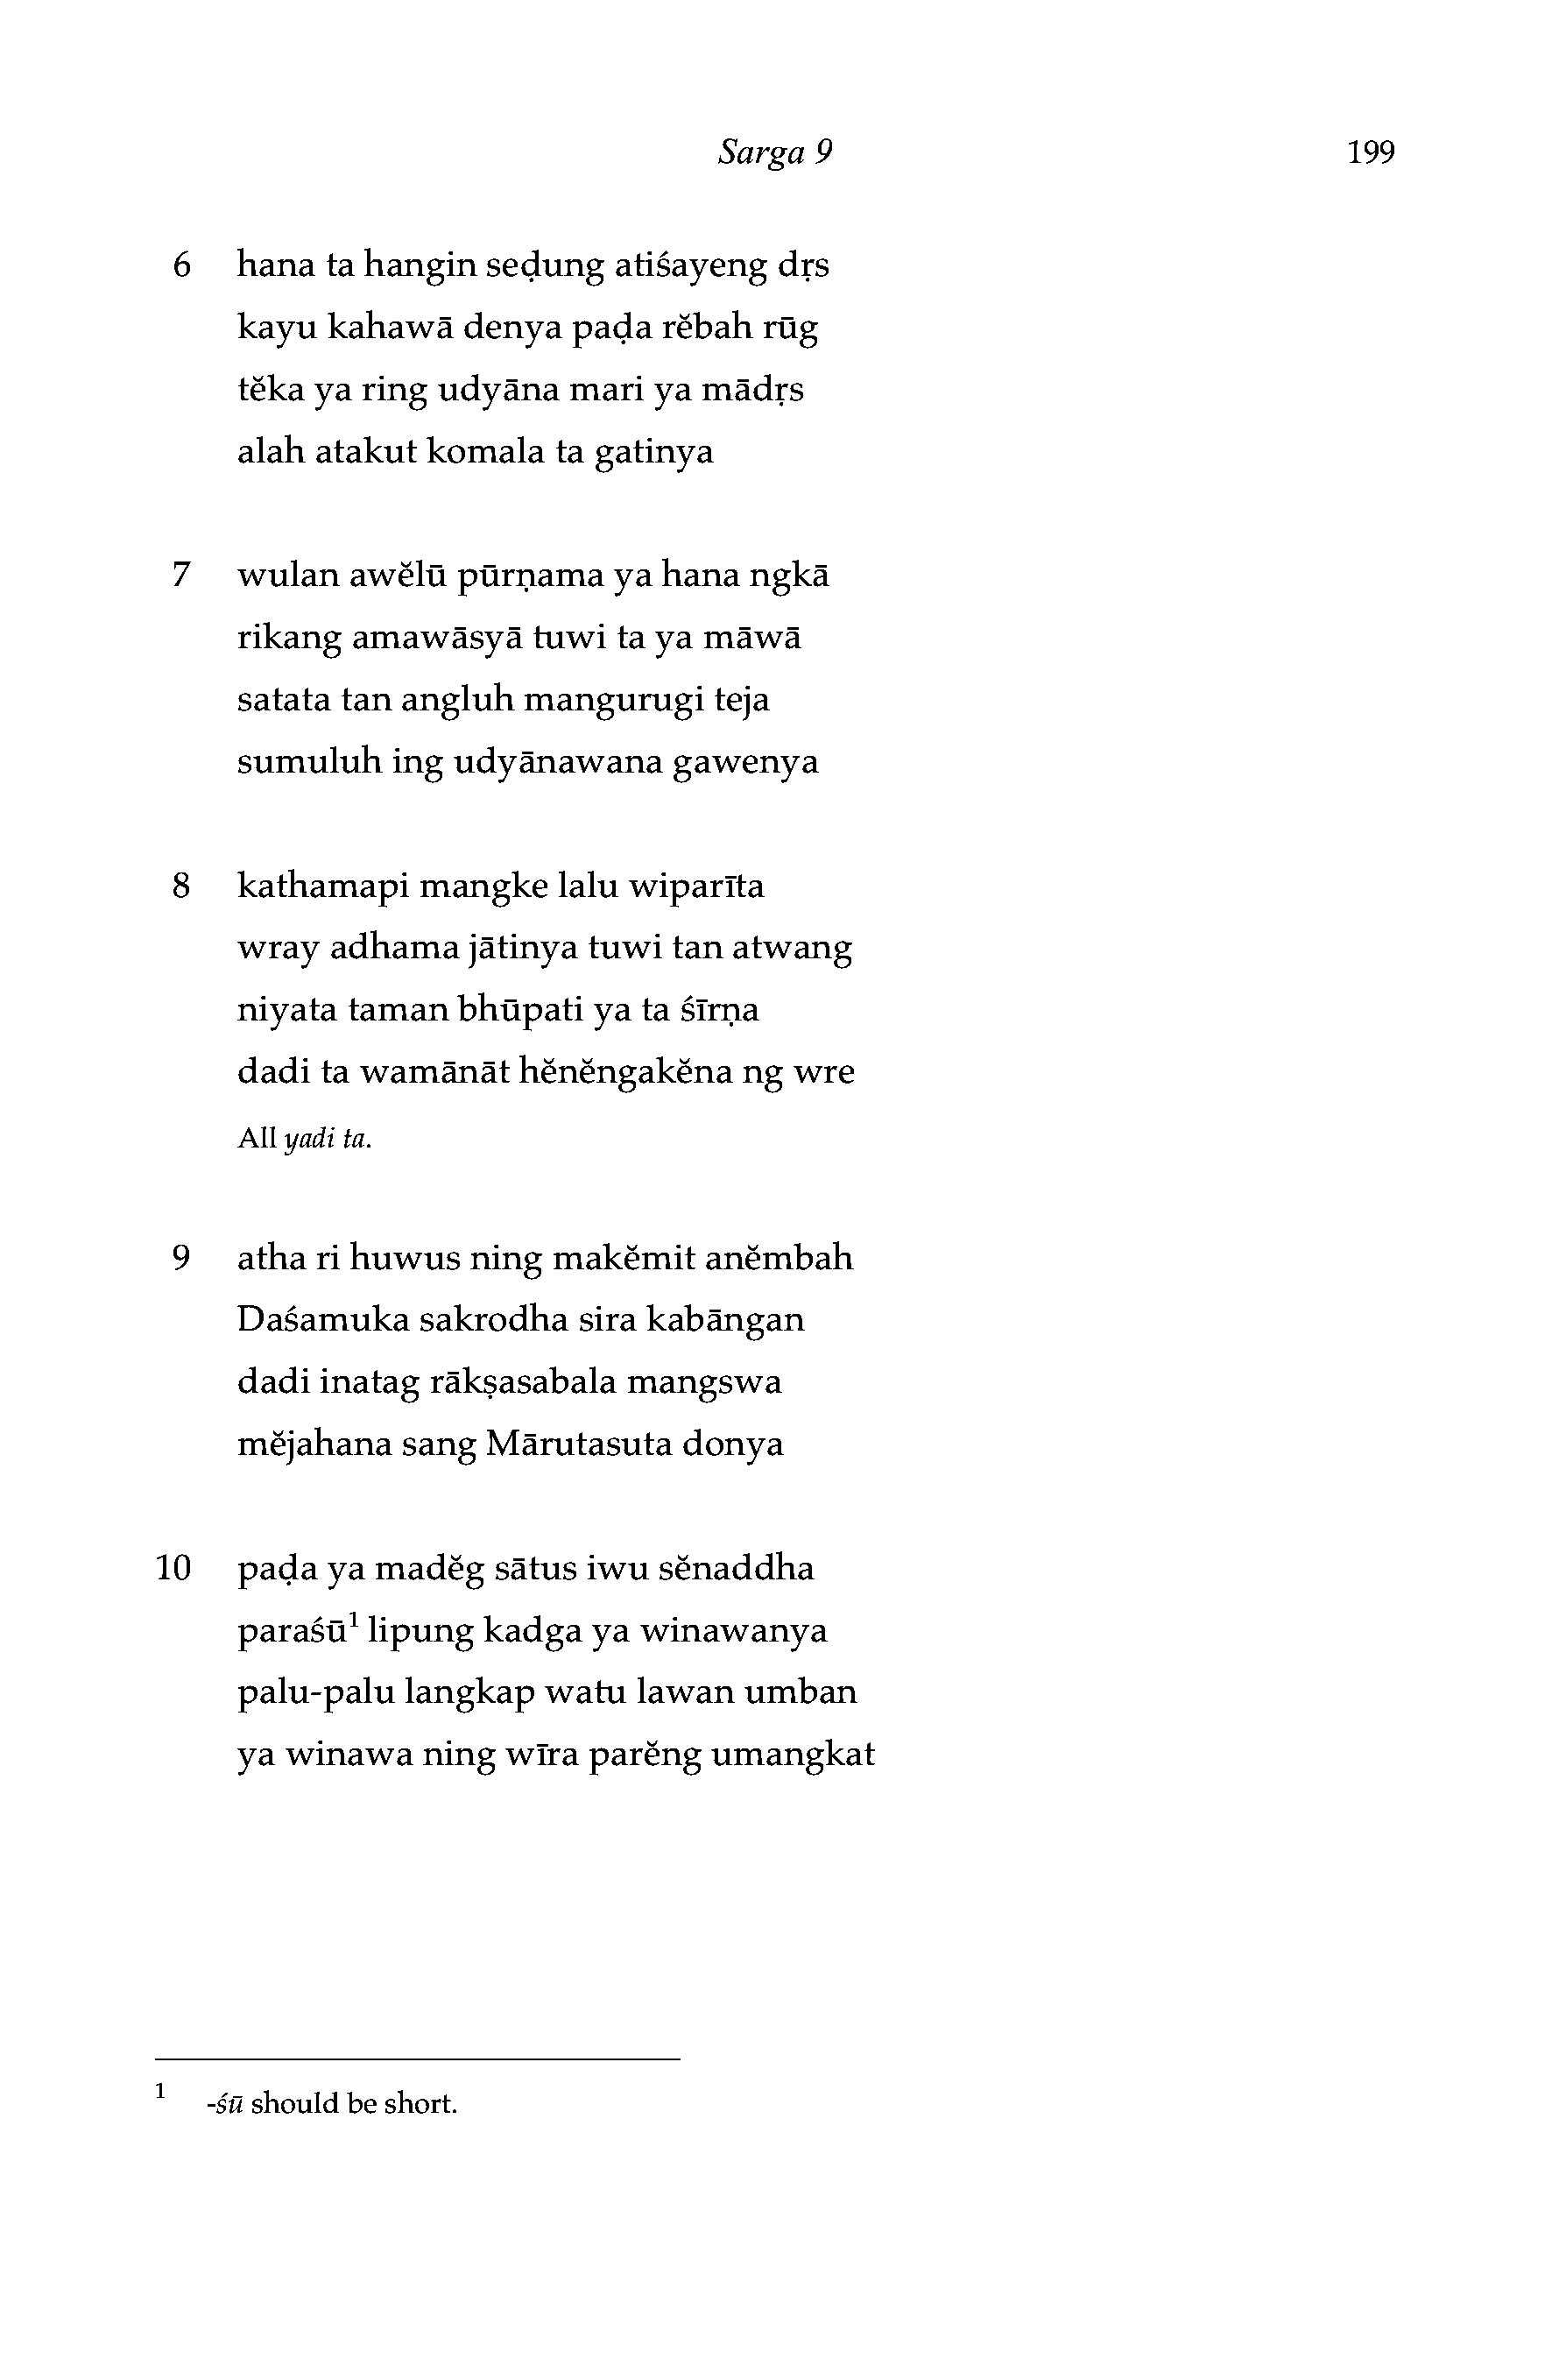 Sarga 9 199
6 hana ta hangin seḍung atiśayeng dṛs
kayu kahawā denya paḍa rĕbah rūg
tĕka ya ring udyāna mari ya mādṛs
alah atakut komala ta gatinya
7 wulan awĕlū pūrṇama ya hana ngkā
rikang amawāsyā tuwi ta ya māwā
satata tan angluh mangurugi teja
sumuluh ing udyānawana gawenya
8 kathamapi mangke lalu wiparīta
wray adhama jātinya tuwi tan atwang
niyata taman bhūpati ya ta śīrṇa
dadi ta wamānāt hĕnĕngakĕna ng wre
All yadi ta.
9 atha ri huwus ning makĕmit anĕmbah
Daśamuka sakrodha sira kabāngan
dadi inatag rākṣasabala mangswa
mĕjahana sang Mārutasuta donya
10 paḍa ya madĕg sātus iwu sĕnaddha
paraśū¹ lipung kadga ya winawanya
palu-palu langkap watu lawan umban
ya winawa ning wīra parĕng umangkat
1 -śū should be short.